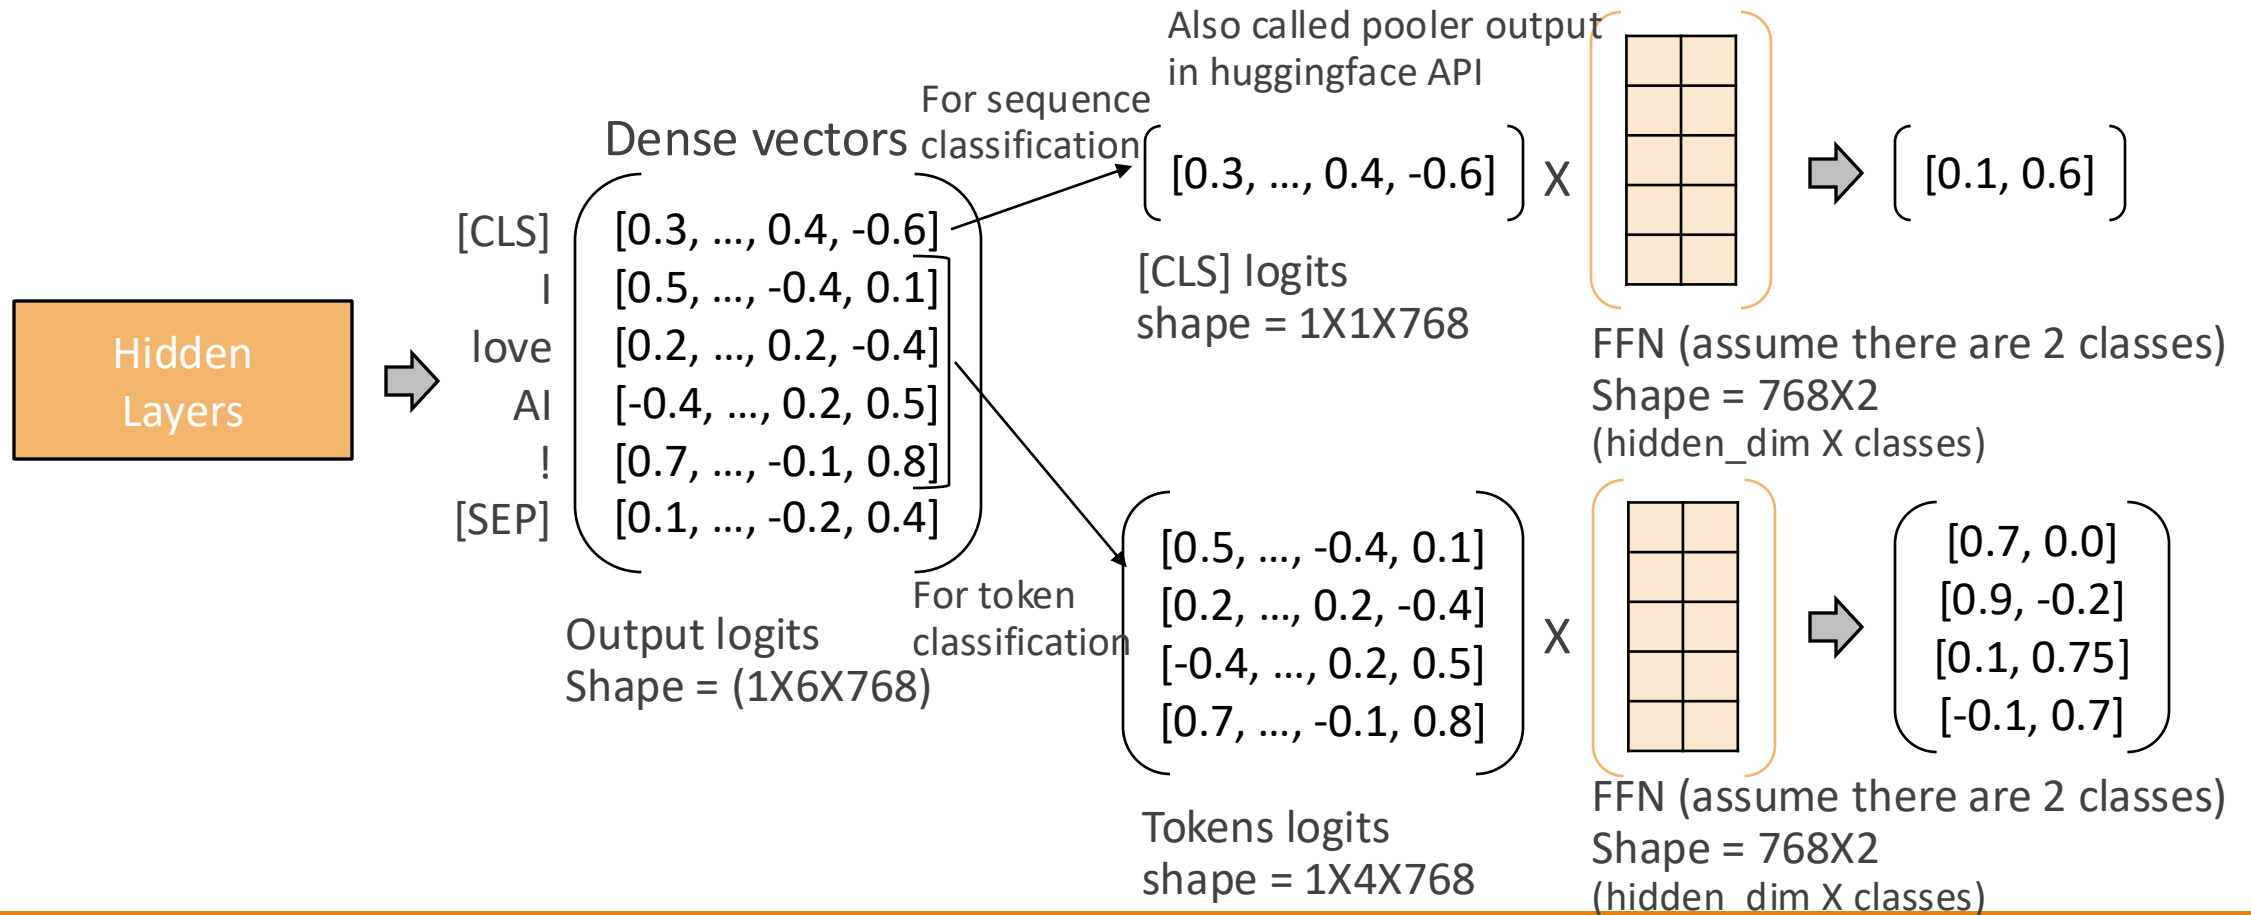 Hidden
Layers
Dense vectors
[CLS]
I
love
AI
!
[SEP]
[0.3, ..., 0.4, -0.6]
[0.5, ..., -0.4, 0.1]
[0.2, ..., 0.2, -0.4]
[-0.4, ..., 0.2, 0.5]
[0.7, ..., -0.1, 0.8]
[0.1, ..., -0.2, 0.4]
Output logits
Shape = (1X6X768)
For sequence
classification
Also called pooler output
in huggingface API
[0.3, ..., 0.4, -0.6]
X
[0.1, 0.6]
[CLS] logits
shape = 1X1X768
FFN (assume there are 2 classes)
Shape = 768X2
(hidden_dim X classes)
For token
classification
[0.5, ..., -0.4, 0.1]
[0.2, ..., 0.2, -0.4]
[-0.4, ..., 0.2, 0.5]
[0.7, ..., -0.1, 0.8]
X
[0.7, 0.0]
[0.9, -0.2]
[0.1, 0.75]
[-0.1, 0.7]
Tokens logits
shape = 1X4X768
FFN (assume there are 2 classes)
Shape = 768X2
(hidden_dim X classes)